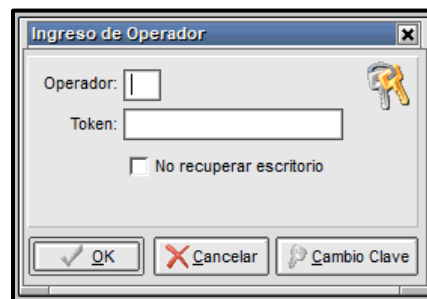 Ingreso de Operador
Operador:
Token:
No recuperar escritorio
OK Cancelar Cambio Clave